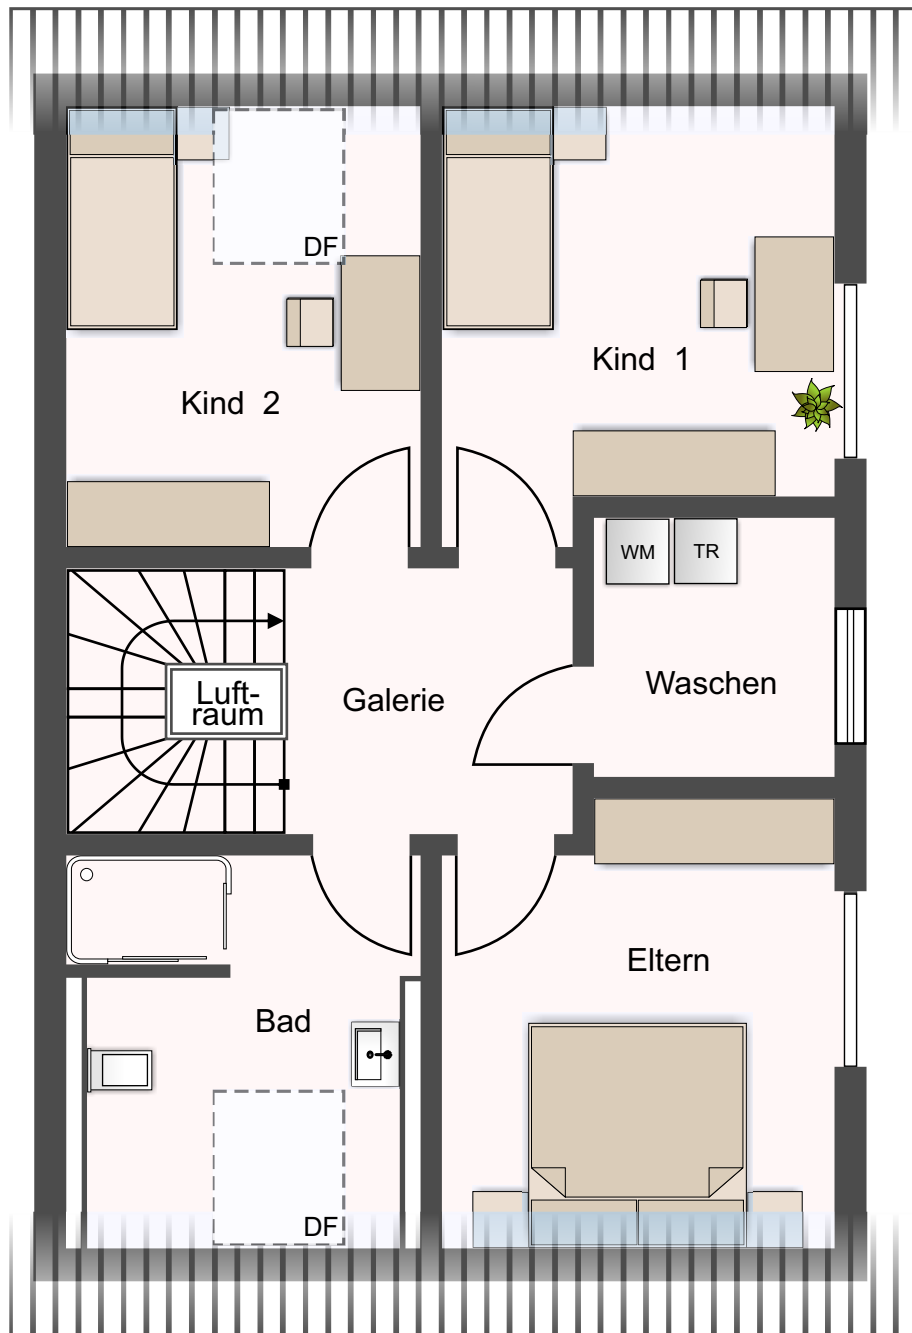 DF
Kind 1
Kind 2
WM
TR
Waschen
Luft-
raum
Galerie
Eltern
Bad
DF